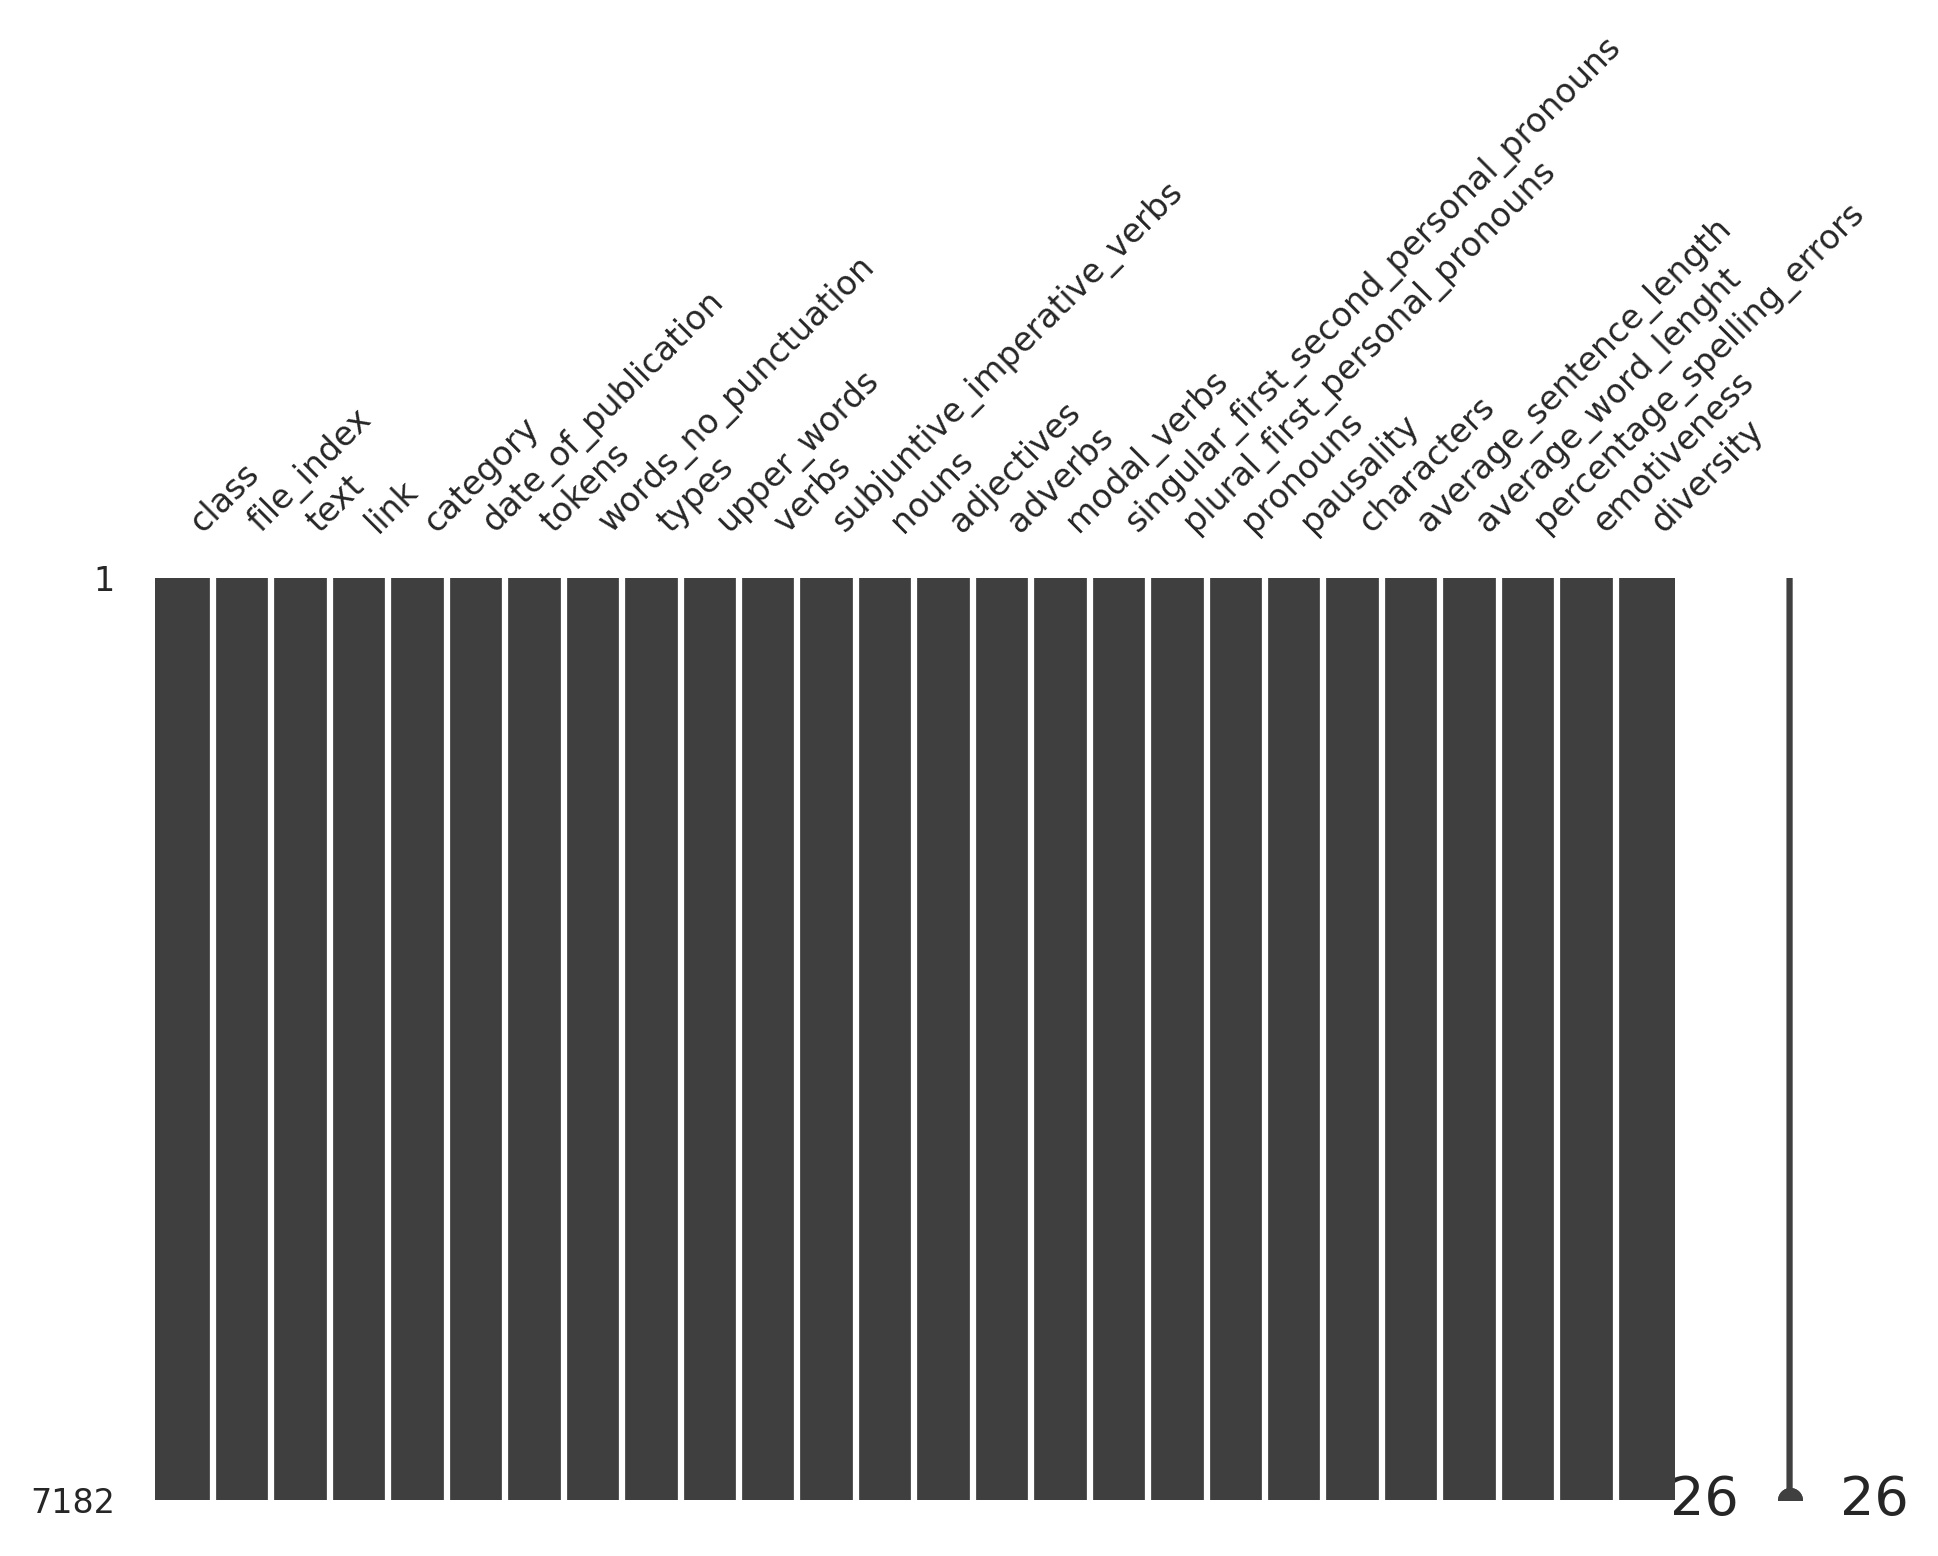 class
file_index
text
link
category
date_of_publication
tokens
words_no_punctuation
types
upper_words
verbs
subjuntive_imperative_verbs
nouns
adjectives
adverbs
modal_verbs
singular_first_second_personal_pronouns
plural_first_personal_pronouns
pronouns
pausality
characters
average_sentence_length
average_word_lenght
percentage_spelling_errors
emotiveness
diversity
1
7182
26
26